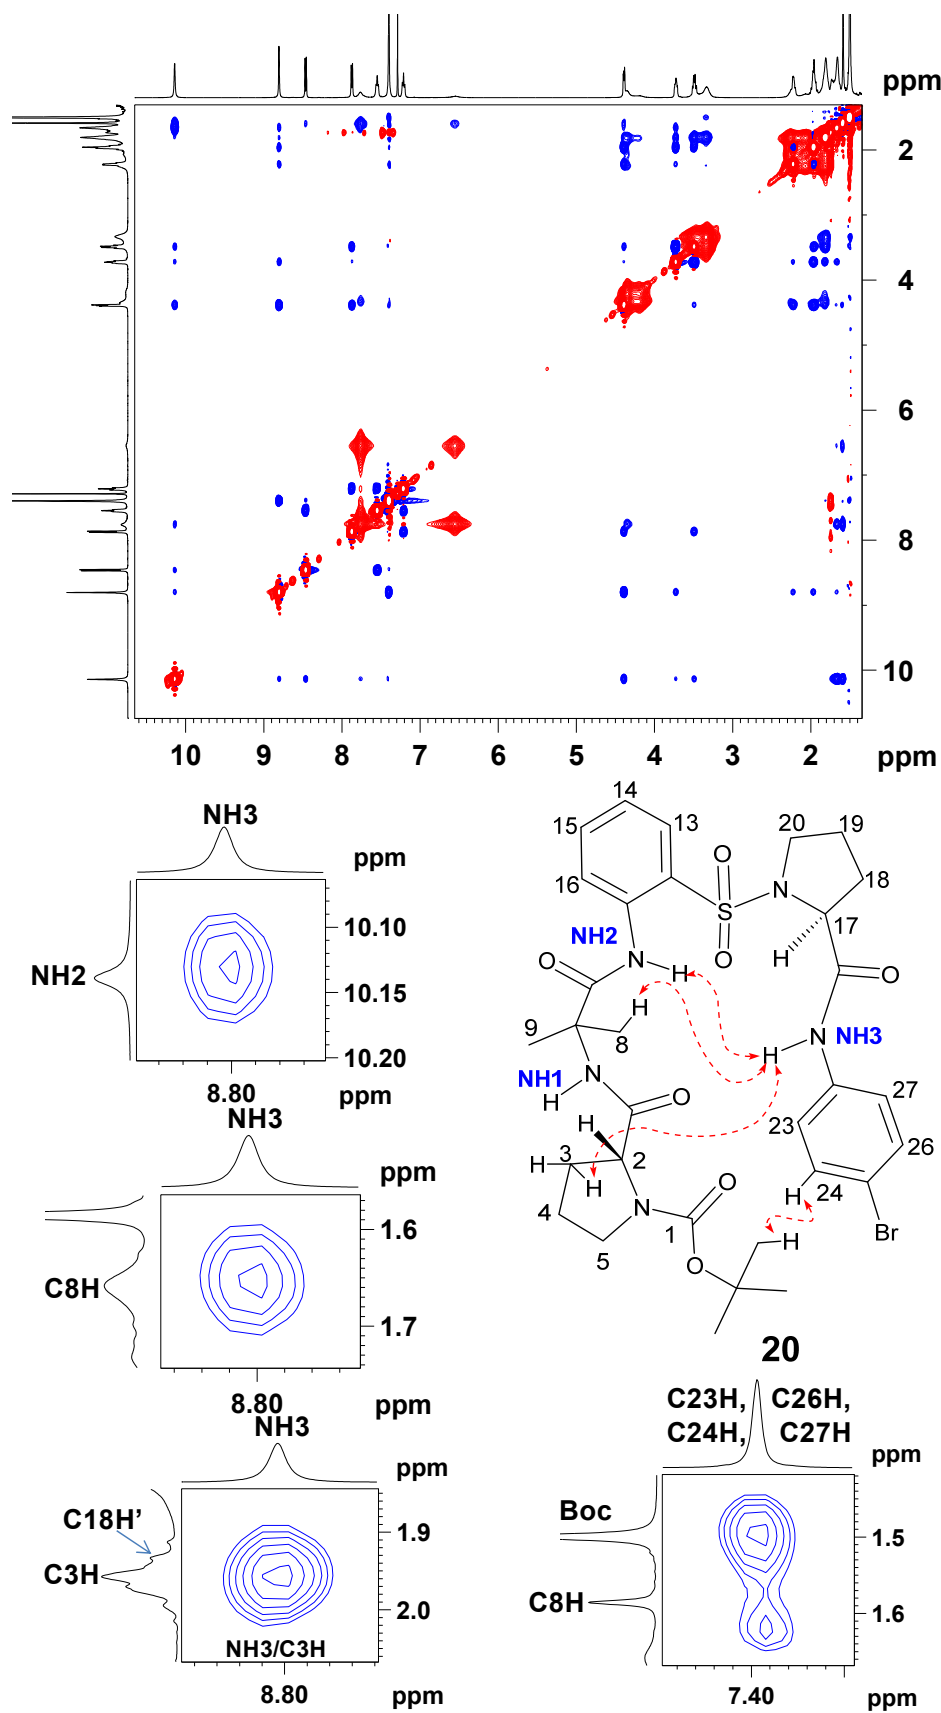 ppm
2
4
6
8
10
10 9 8 7 6 5 4 3 2 ppm
NH3
ppm
10.10
NH2
10.15
10.20
8.80 ppm
NH3
1.6
C8H
1.7
8.80 ppm
NH3
ppm
C18H'
1.9
C3H
2.0
NH3/C3H
8.80 ppm
14
15 13 20 19
O
16 S N 18
O
NH2 17
O N H H O
9 H 8 N NH3
NH1 N H
H O 27
H 23 26
H 3 2
H H 24
4 N O Br
5 1 H
O
20
C23H, C26H,
C24H, C27H
ppm
Boc
1.5
C8H
1.6
7.40 ppm